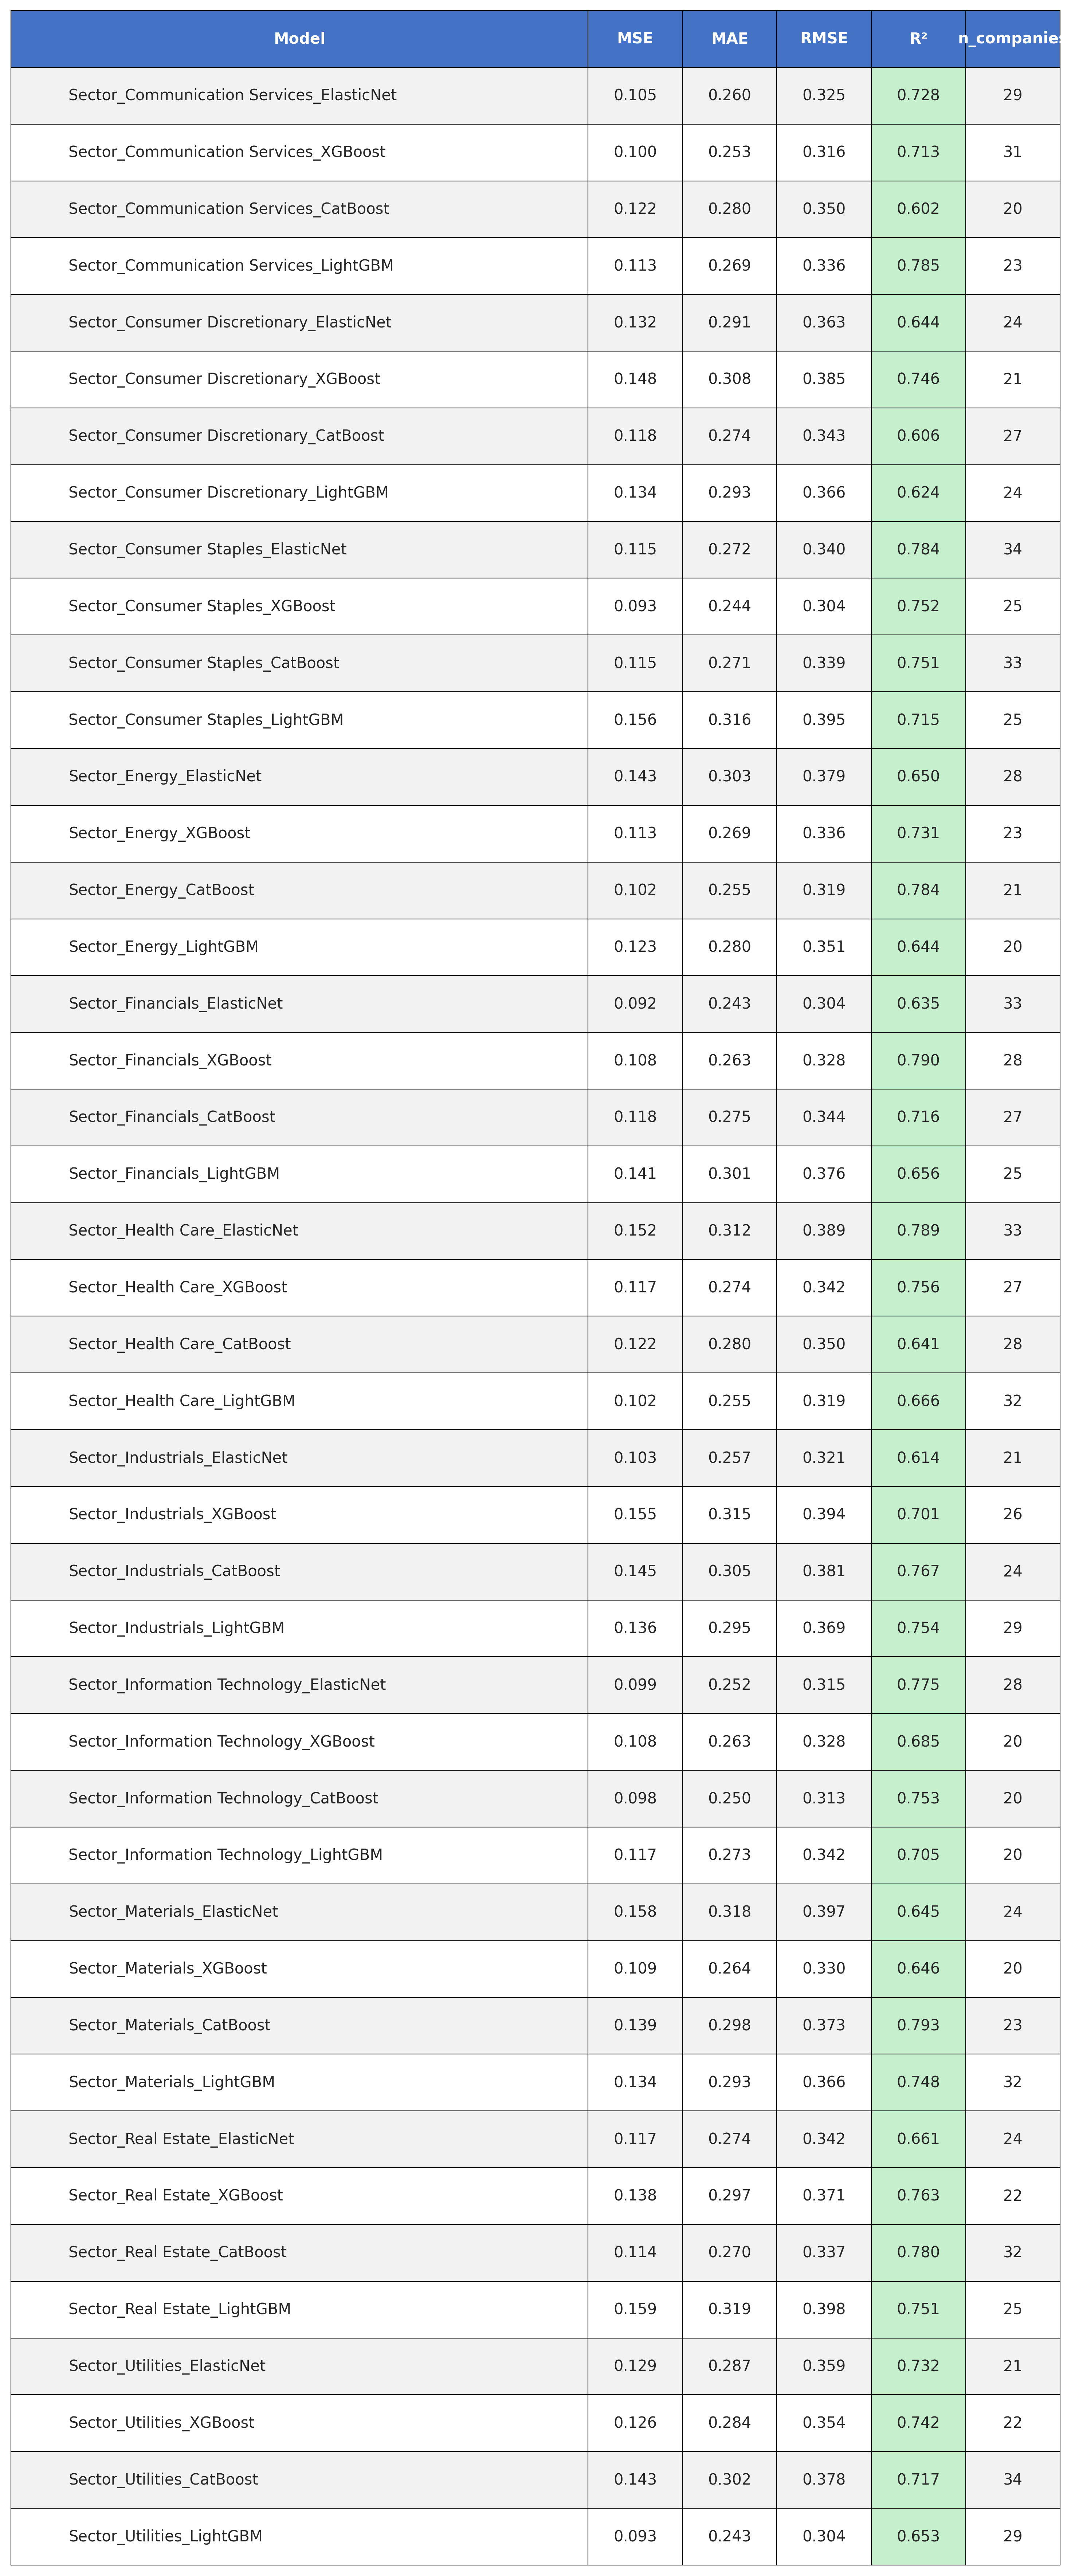 Model MSE MAE RMSE R² n_companies
Sector_Communication Services_ElasticNet 0.105 0.260 0.325 0.728 29
Sector_Communication Services_XGBoost 0.100 0.253 0.316 0.713 31
Sector_Communication Services_CatBoost 0.122 0.280 0.350 0.602 20
Sector_Communication Services_LightGBM 0.113 0.269 0.336 0.785 23
Sector_Consumer Discretionary_ElasticNet 0.132 0.291 0.363 0.644 24
Sector_Consumer Discretionary_XGBoost 0.148 0.308 0.385 0.746 21
Sector_Consumer Discretionary_CatBoost 0.118 0.274 0.343 0.606 27
Sector_Consumer Discretionary_LightGBM 0.134 0.293 0.366 0.624 24
Sector_Consumer Staples_ElasticNet 0.115 0.272 0.340 0.784 34
Sector_Consumer Staples_XGBoost 0.093 0.244 0.304 0.752 25
Sector_Consumer Staples_CatBoost 0.115 0.271 0.339 0.751 33
Sector_Consumer Staples_LightGBM 0.156 0.316 0.395 0.715 25
Sector_Energy_ElasticNet 0.143 0.303 0.379 0.650 28
Sector_Energy_XGBoost 0.113 0.269 0.336 0.731 23
Sector_Energy_CatBoost 0.102 0.255 0.319 0.784 21
Sector_Energy_LightGBM 0.123 0.280 0.351 0.644 20
Sector_Financials_ElasticNet 0.092 0.243 0.304 0.635 33
Sector_Financials_XGBoost 0.108 0.263 0.328 0.790 28
Sector_Financials_CatBoost 0.118 0.275 0.344 0.716 27
Sector_Financials_LightGBM 0.141 0.301 0.376 0.656 25
Sector_Health Care_ElasticNet 0.152 0.312 0.389 0.789 33
Sector_Health Care_XGBoost 0.117 0.274 0.342 0.756 27
Sector_Health Care_CatBoost 0.122 0.280 0.350 0.641 28
Sector_Health Care_LightGBM 0.102 0.255 0.319 0.666 32
Sector_Industrials_ElasticNet 0.103 0.257 0.321 0.614 21
Sector_Industrials_XGBoost 0.155 0.315 0.394 0.701 26
Sector_Industrials_CatBoost 0.145 0.305 0.381 0.767 24
Sector_Industrials_LightGBM 0.136 0.295 0.369 0.754 29
Sector_Information Technology_ElasticNet 0.099 0.252 0.315 0.775 28
Sector_Information Technology_XGBoost 0.108 0.263 0.328 0.685 20
Sector_Information Technology_CatBoost 0.098 0.250 0.313 0.753 20
Sector_Information Technology_LightGBM 0.117 0.273 0.342 0.705 20
Sector_Materials_ElasticNet 0.158 0.318 0.397 0.645 24
Sector_Materials_XGBoost 0.109 0.264 0.330 0.646 20
Sector_Materials_CatBoost 0.139 0.298 0.373 0.793 23
Sector_Materials_LightGBM 0.134 0.293 0.366 0.748 32
Sector_Real Estate_ElasticNet 0.117 0.274 0.342 0.661 24
Sector_Real Estate_XGBoost 0.138 0.297 0.371 0.763 22
Sector_Real Estate_CatBoost 0.114 0.270 0.337 0.780 32
Sector_Real Estate_LightGBM 0.159 0.319 0.398 0.751 25
Sector_Utilities_ElasticNet 0.129 0.287 0.359 0.732 21
Sector_Utilities_XGBoost 0.126 0.284 0.354 0.742 22
Sector_Utilities_CatBoost 0.143 0.302 0.378 0.717 34
Sector_Utilities_LightGBM 0.093 0.243 0.304 0.653 29